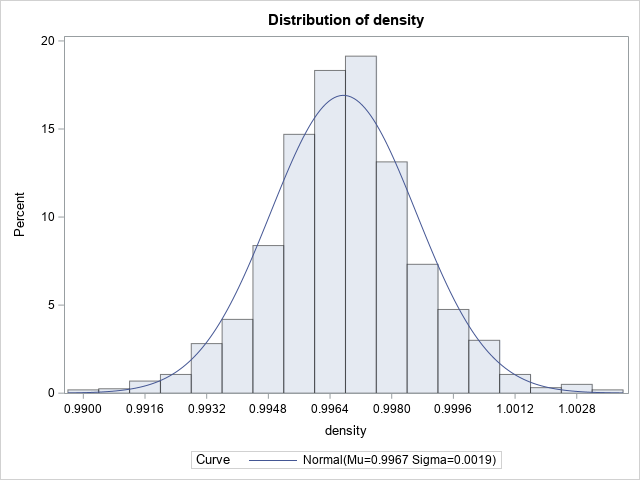 Distribution of density
20
15
10
5
0
Percent
0.9900 0.9916 0.9932 0.9948 0.9964 0.9980 0.9996 1.0012 1.0028
density
Curve Normal(Mu=0.9967 Sigma=0.0019)